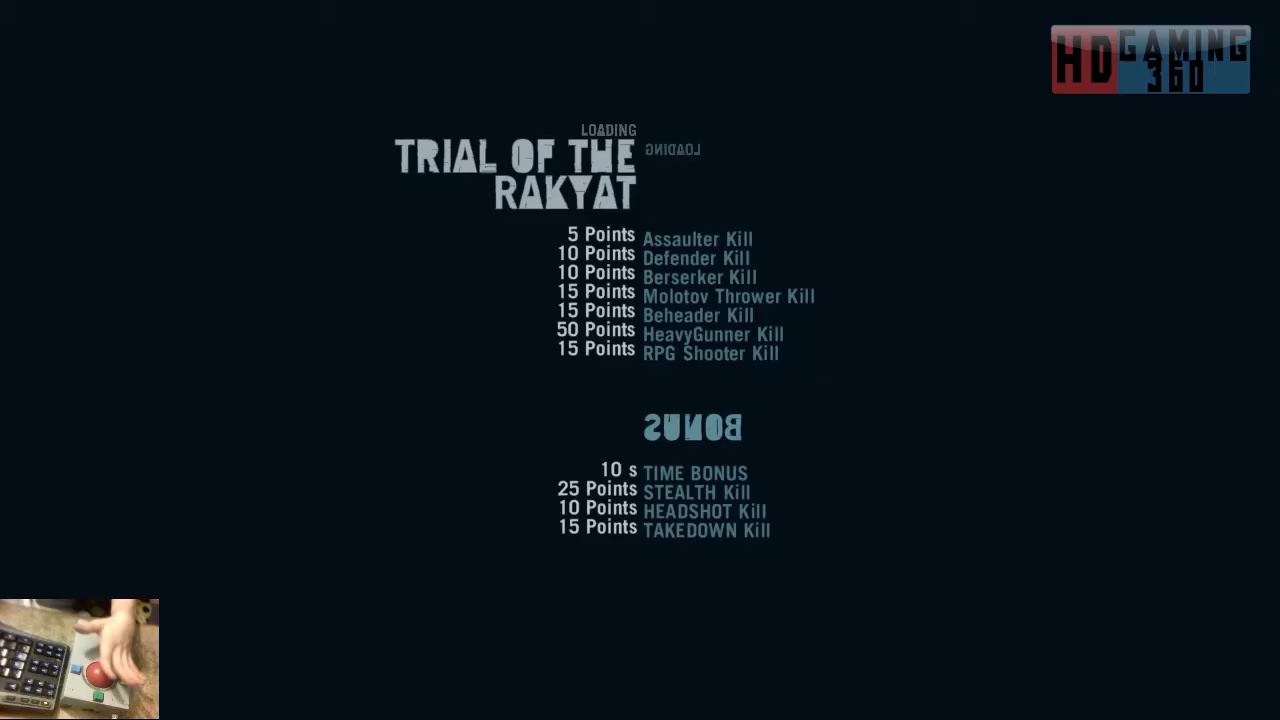 HD GAMING
360
LOADING
TRIAL OF THE
LOADING
RAKYAT
5 Points Assaulter Kill
10 Points Defender Kill
10 Points Berserker Kill
15 Points Molotov Thrower Kill
15 Points Beheader Kill
50 Points HeavyGunner Kill
15 Points RPG Shooter Kill
BONUS
10 s TIME BONUS
25 Points STEALTH Kill
10 Points HEADSHOT Kill
15 Points TAKEDOWN Kill